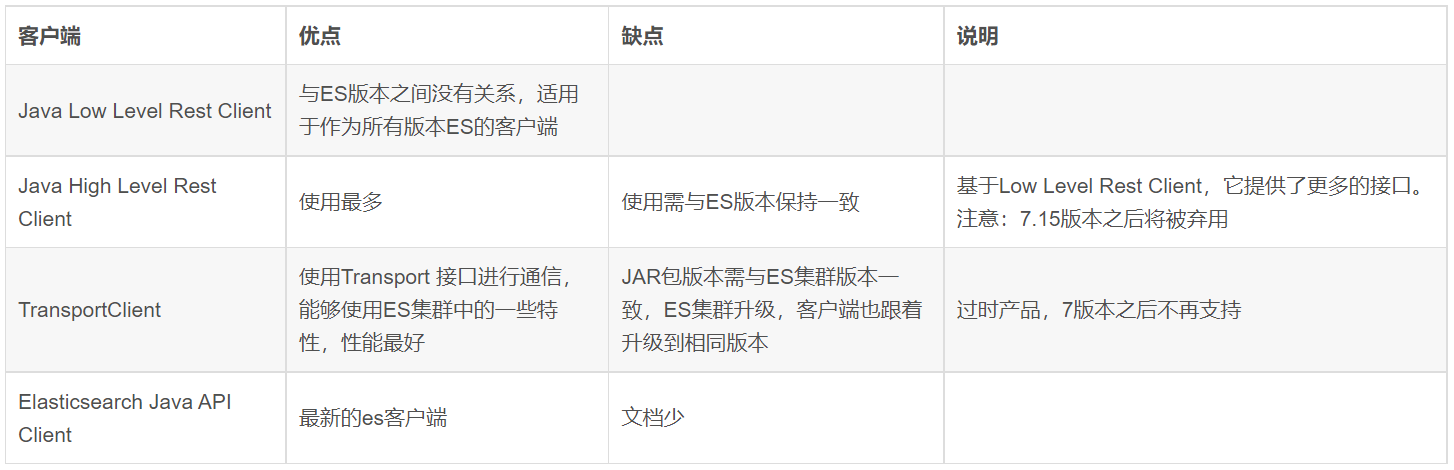 客户端
优点
缺点
说明
Java Low Level Rest Client
与ES版本之间没有关系，适用
于作为所有版本ES的客户端
Java High Level Rest
Client
使用最多
使用需与ES版本保持一致
基于Low Level Rest Client，它提供了更多的接口。
注意：7.15版本之后将被弃用
TransportClient
使用Transport 接口进行通信，
能够使用ES集群中的一些特
性，性能最好
JAR包版本需与ES集群版本一
致，ES集群升级，客户端也跟着
升级到相同版本
过时产品，7版本之后不再支持
Elasticsearch Java API
Client
最新的es客户端
文档少